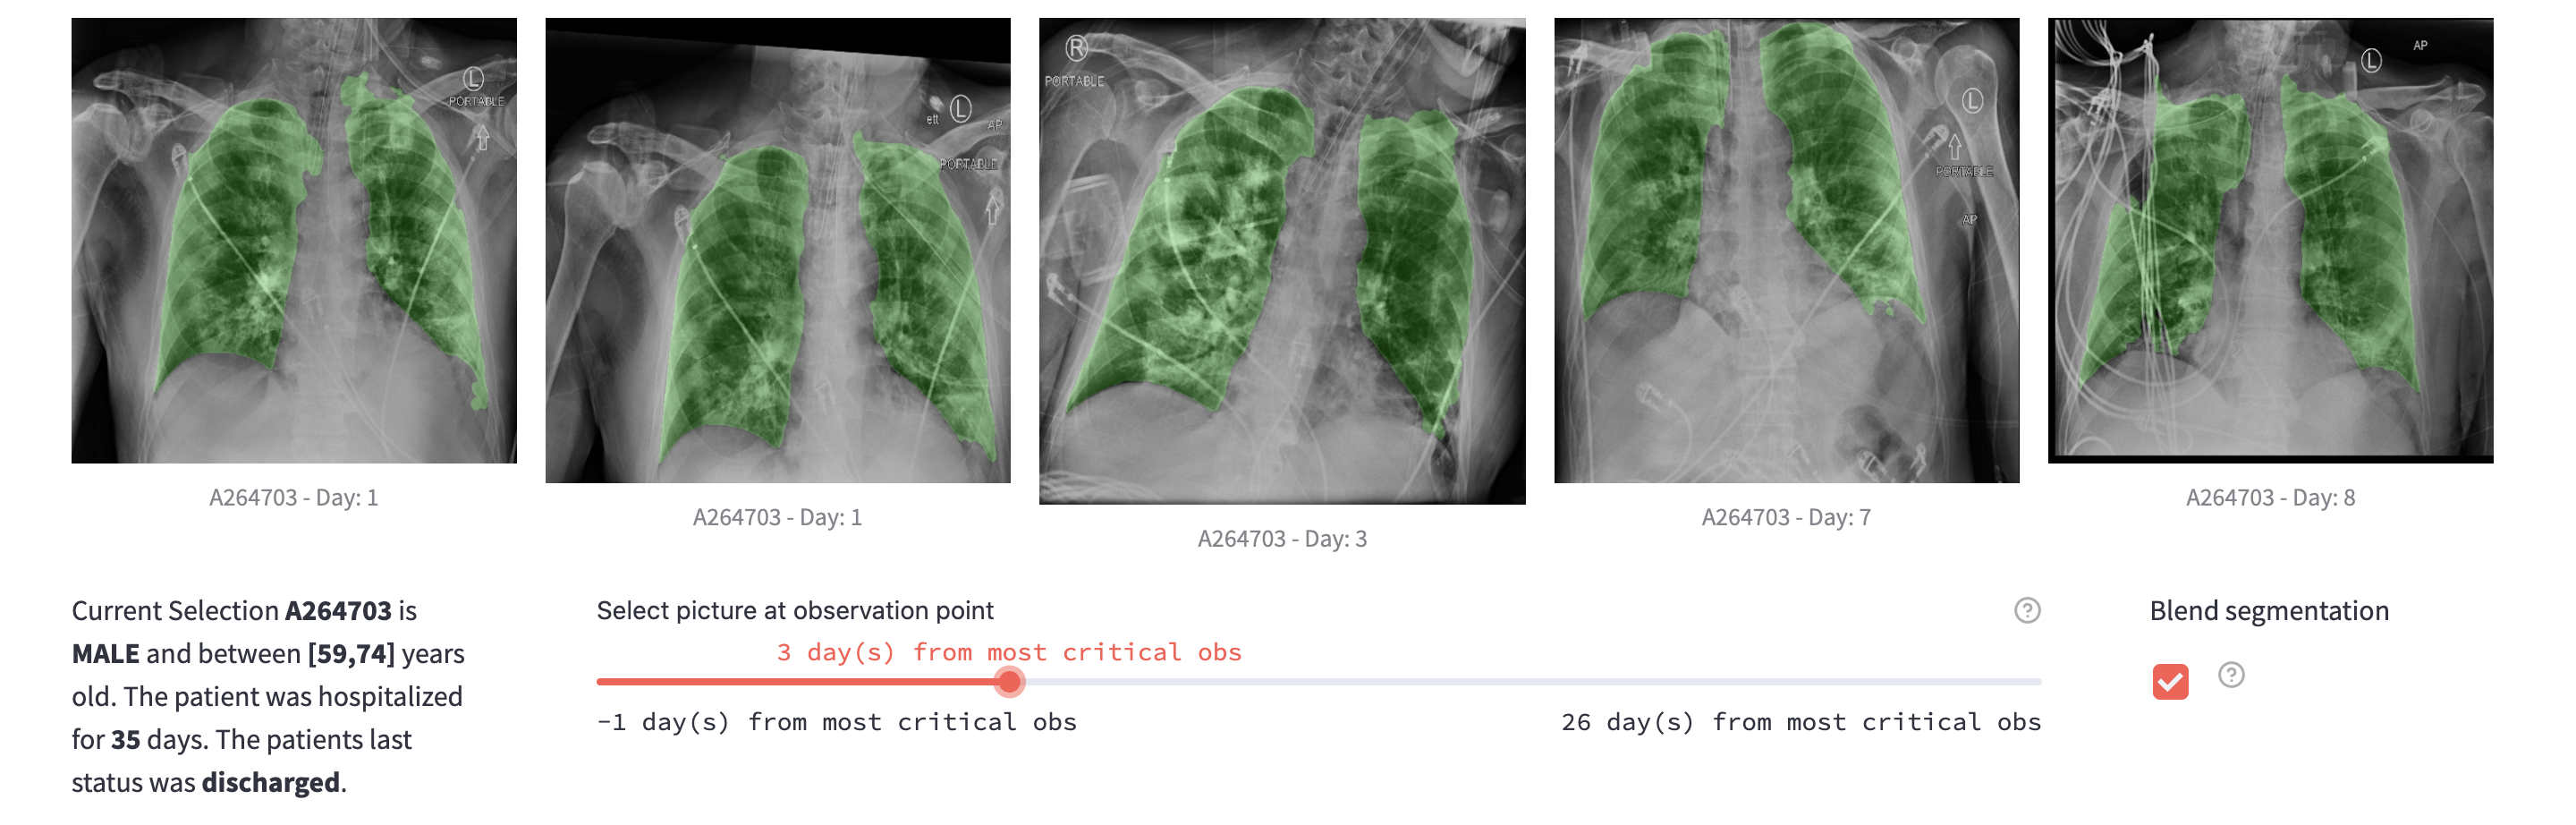 L
PORTABLE
ett
L
AP
PORTABLE
R
PORTABLE
L
PORTABLE
AP
L
AP
A264703 - Day: 1
A264703 - Day: 1
A264703 - Day: 3
A264703 - Day: 7
A264703 - Day: 8
Current Selection A264703 is
MALE and between [59,74] years
old. The patient was hospitalized
for 35 days. The patients last
status was discharged.
Select picture at observation point
3 day(s) from most critical obs
-1 day(s) from most critical obs
26 day(s) from most critical obs
Blend segmentation